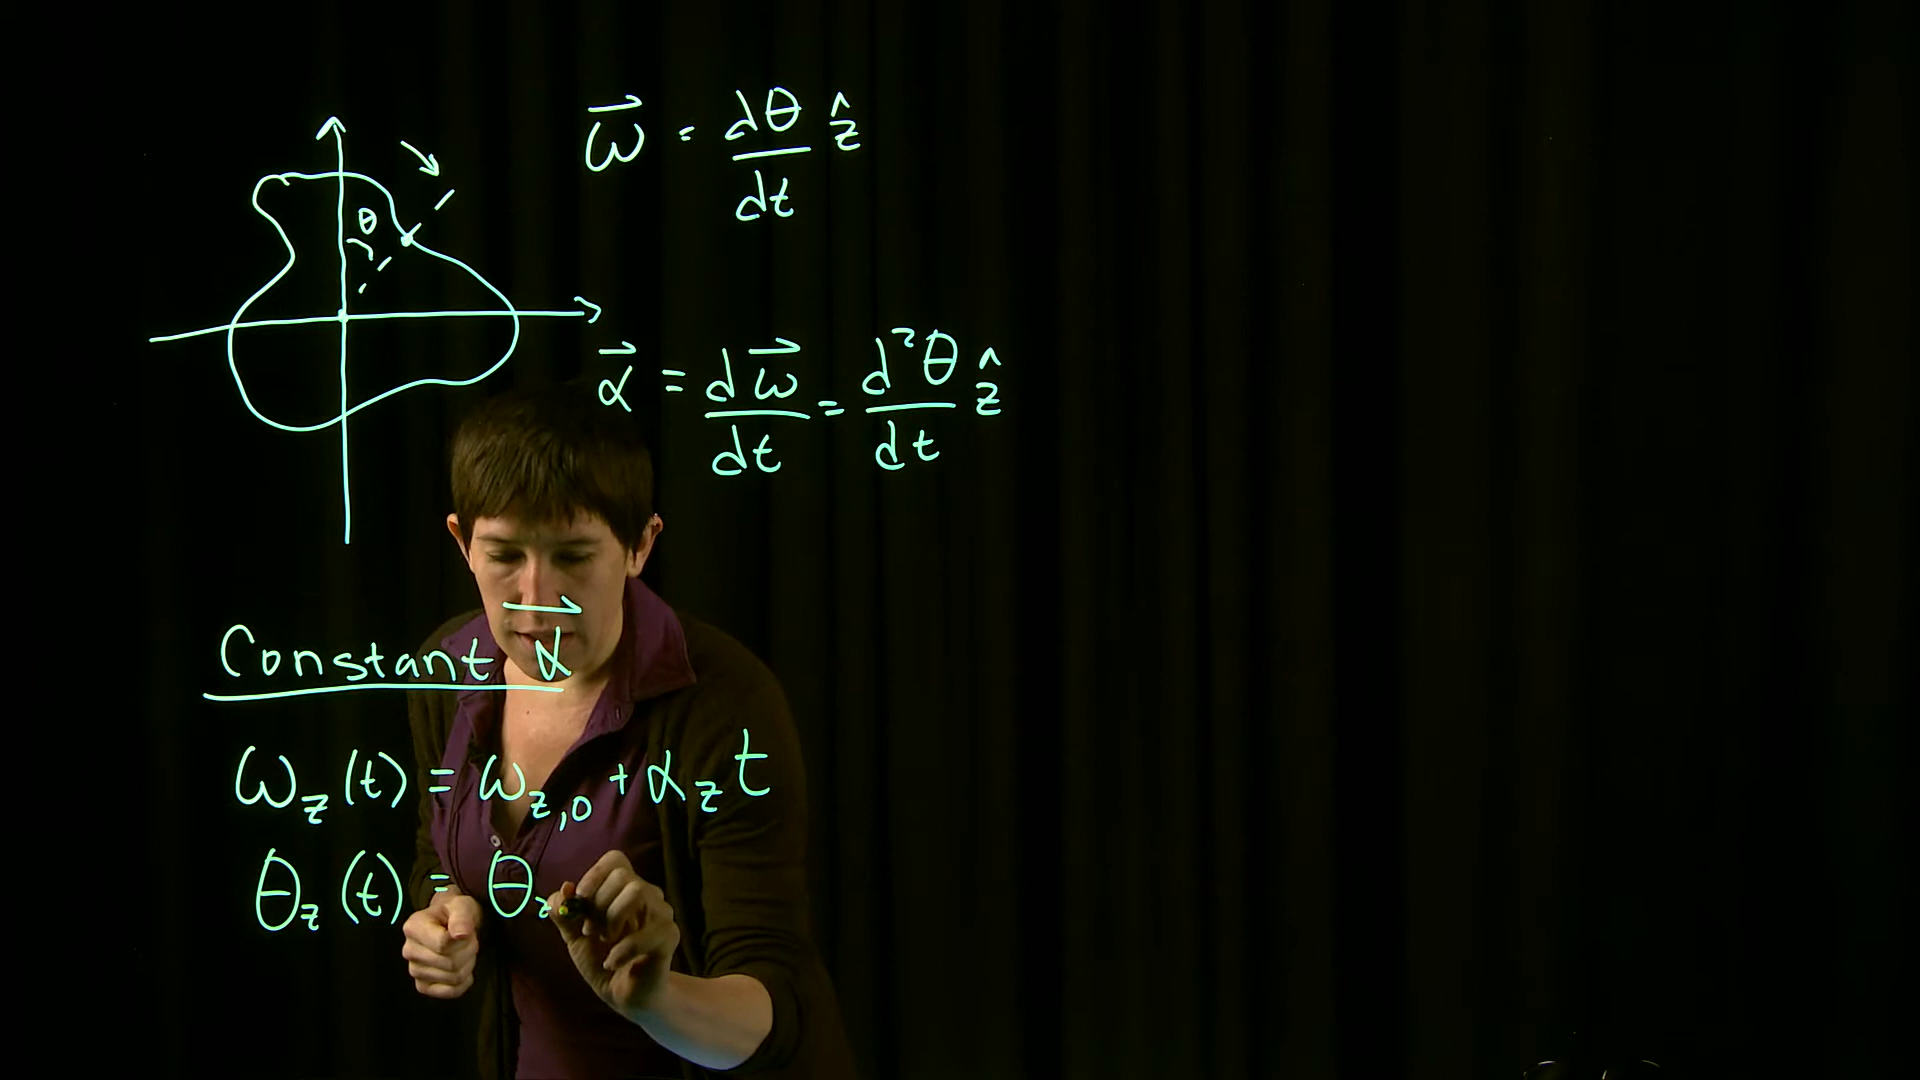 θ
ω⃗ = dθ/dt ẑ
α⃗ = dω⃗/dt = d²θ/dt ẑ
Constant α⃗
ω_z(t) = ω_z,0 + α_z t
θ_z(t) = θ_z